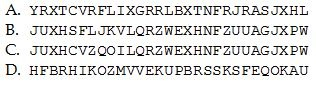 A. YRXTCVRFLIXGRRLBXTNFRJRASJXHL
B. JUXHSFLJKVLQRZWEXHNFZUUAGJXPW
C. JUXHCVZQOILQRZWEXHNFZUUAGJXPW
D. HFBRHIKOZMVVEKUPBRSSKSFEQOKAU